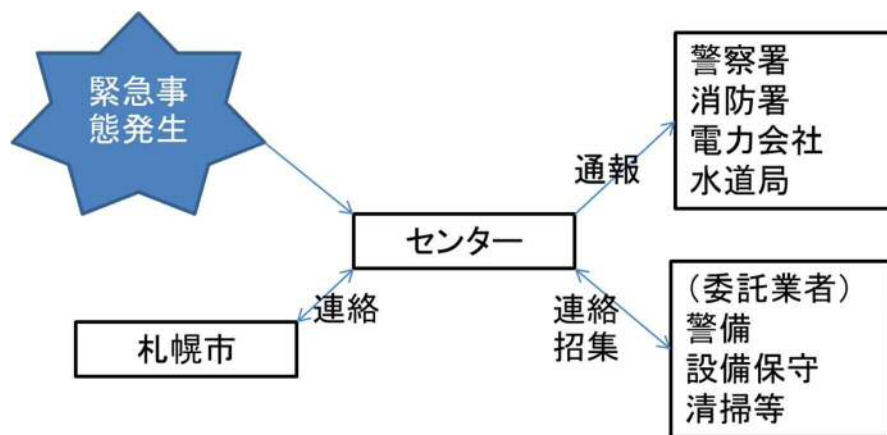 緊急事
態発生
警察署
消防署
電力会社
水道局
通報
センター
連絡
札幌市
連絡
招集
（委託業者）
警備
設備保守
清掃等